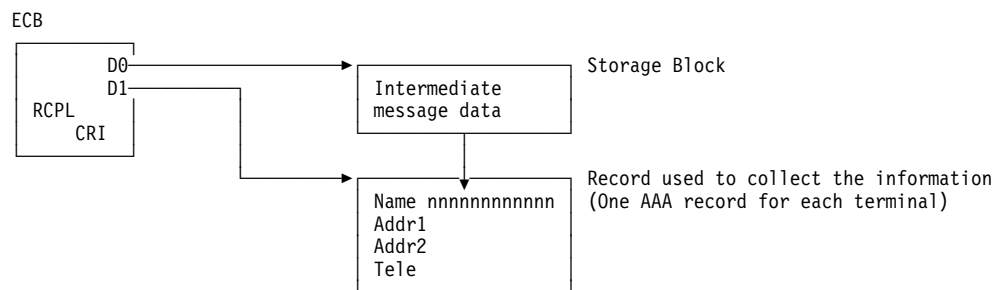 ECB
D0
Storage Block
D1
Intermediate
message data
RCPL
CRI
Record used to collect the information
(One AAA record for each terminal)
Name nnnnnnnnnnnn
Addr1
Addr2
Tele